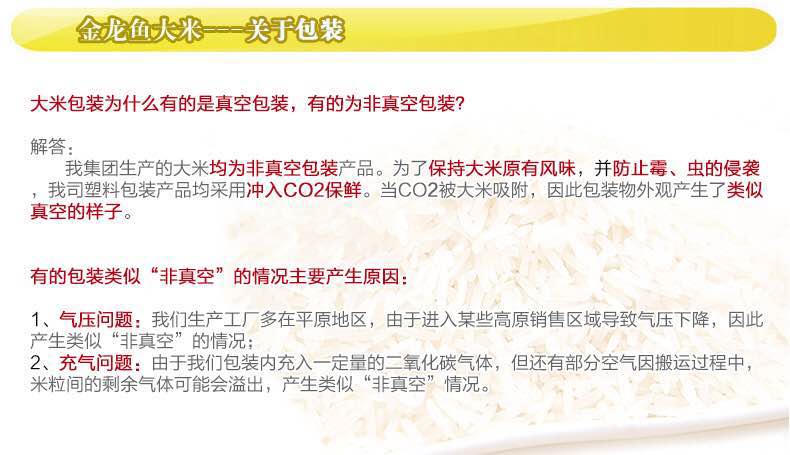 金龙鱼大米---关于包装
大米包装为什么有的是真空包装，有的为非真空包装？
解答：
我集团生产的大米均为非真空包装产品。为了保持大米原有风味，并防止霉、虫的侵袭
，我司塑料包装产品均采用冲入CO2保鲜。当CO2被大米吸附，因此包装物外观产生了类似
真空的样子。
有的包装类似“非真空”的情况主要产生原因：
1、气压问题：我们生产工厂多在平原地区，由于进入某些高原销售区域导致气压下降，因此
产生类似“非真空”的情况；
2、充气问题：由于我们包装内充入一定量的二氧化碳气体，但还有部分空气因搬运过程中，
米粒间的剩余气体可能会溢出，产生类似“非真空”情况。